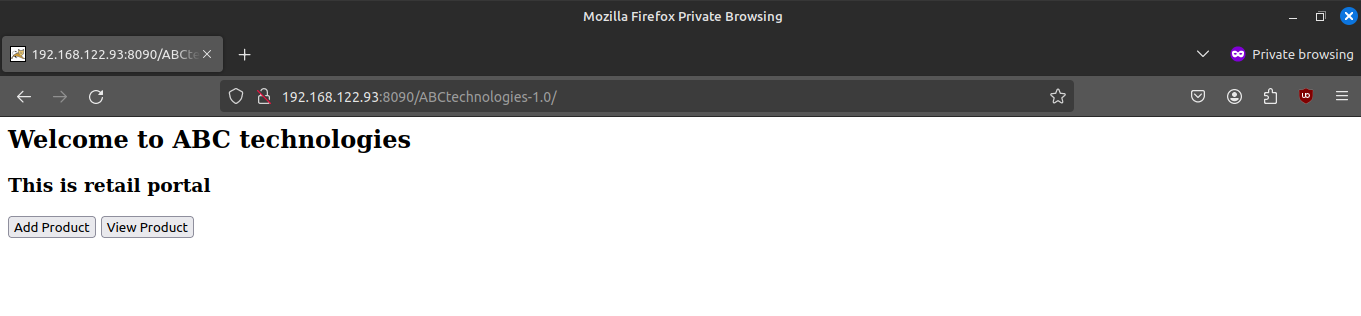 Mozilla Firefox Private Browsing
192.168.122.93:8090/ABCte
Private browsing
192.168.122.93:8090/ABCtechnologies-1.0/
Welcome to ABC technologies
This is retail portal
Add Product View Product